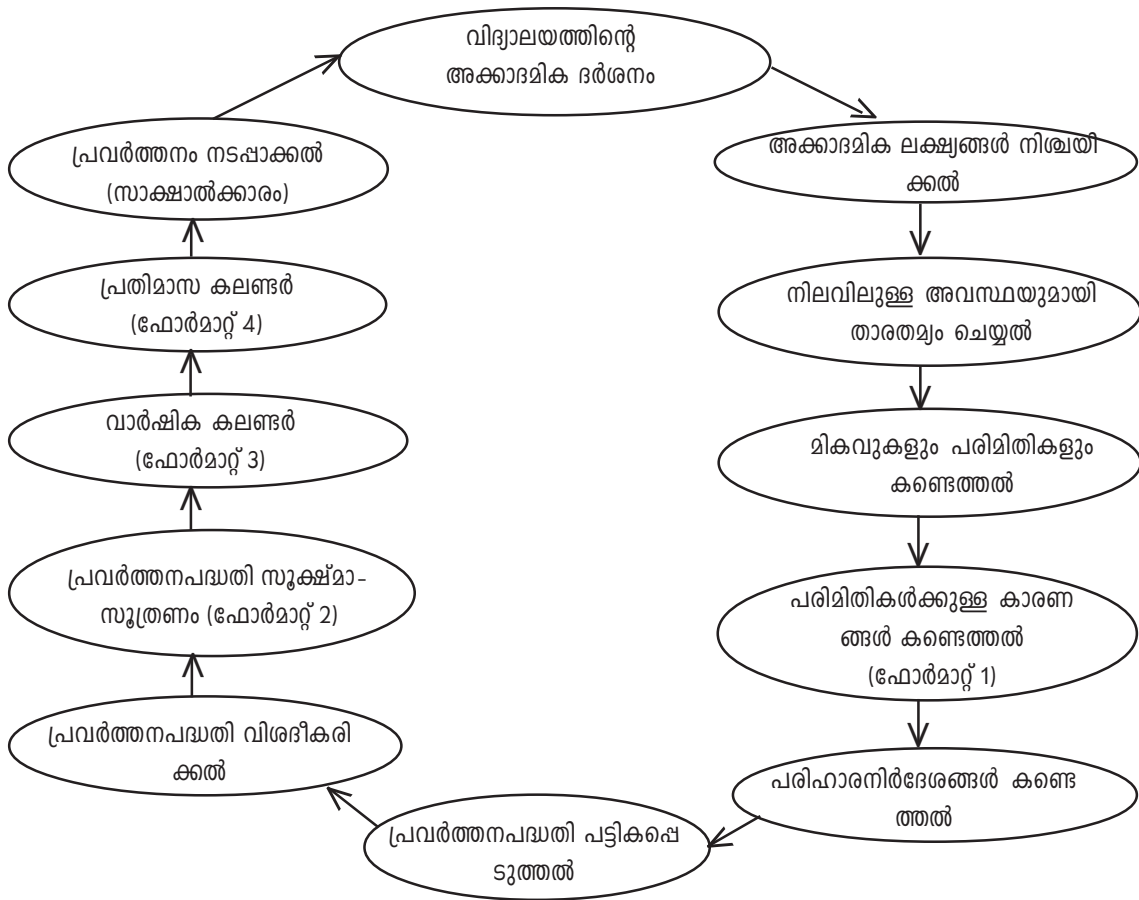 വിദ്യാലയത്തിന്റെ
അക്കാദമിക ദർശനം
അക്കാദമിക ലക്ഷ്യങ്ങൾ നിശ്ചയി
ക്കൽ
നിലവിലുള്ള അവസ്ഥയുമായി
താരതമ്യം ചെയ്യൽ
മികവുകളും പരിമിതികളും
കണ്ടെത്തൽ
പരിമിതികൾക്കുള്ള കാരണ
ങ്ങൾ കണ്ടെത്തൽ
(ഫോർമാറ്റ് 1)
പരിഹാരനിർദേശങ്ങൾ കണ്ടെ
ത്തൽ
പ്രവർത്തനപദ്ധതി പട്ടികപ്പെ
ടുത്തൽ
പ്രവർത്തനപദ്ധതി വിശദീകരി
ക്കൽ
പ്രവർത്തനപദ്ധതി സൂക്ഷ്മാ-
സൂത്രണം (ഫോർമാറ്റ് 2)
വാർഷിക കലണ്ടർ
(ഫോർമാറ്റ് 3)
പ്രതിമാസ കലണ്ടർ
(ഫോർമാറ്റ് 4)
പ്രവർത്തനം നടപ്പാക്കൽ
(സാക്ഷാൽക്കാരം)